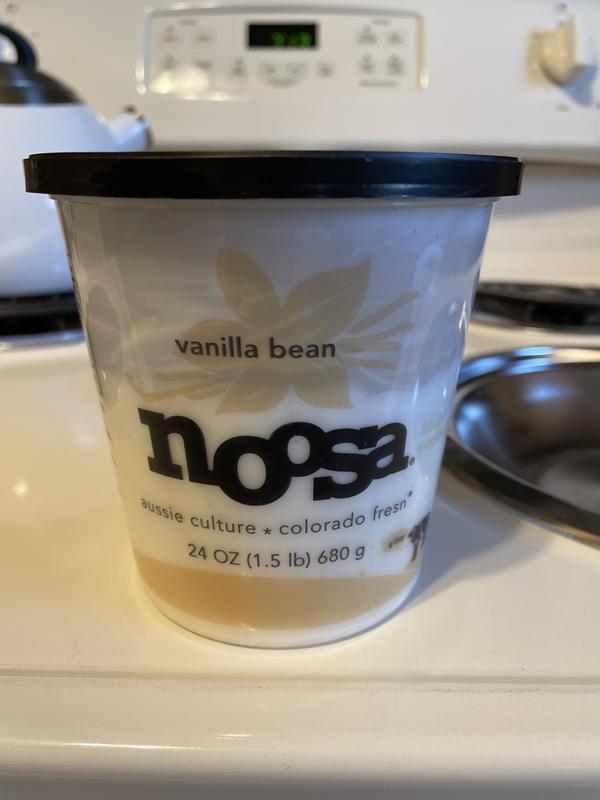 vanilla bean
noosa
aussie culture * colorado fresh
24 OZ (1.5 lb) 680 g